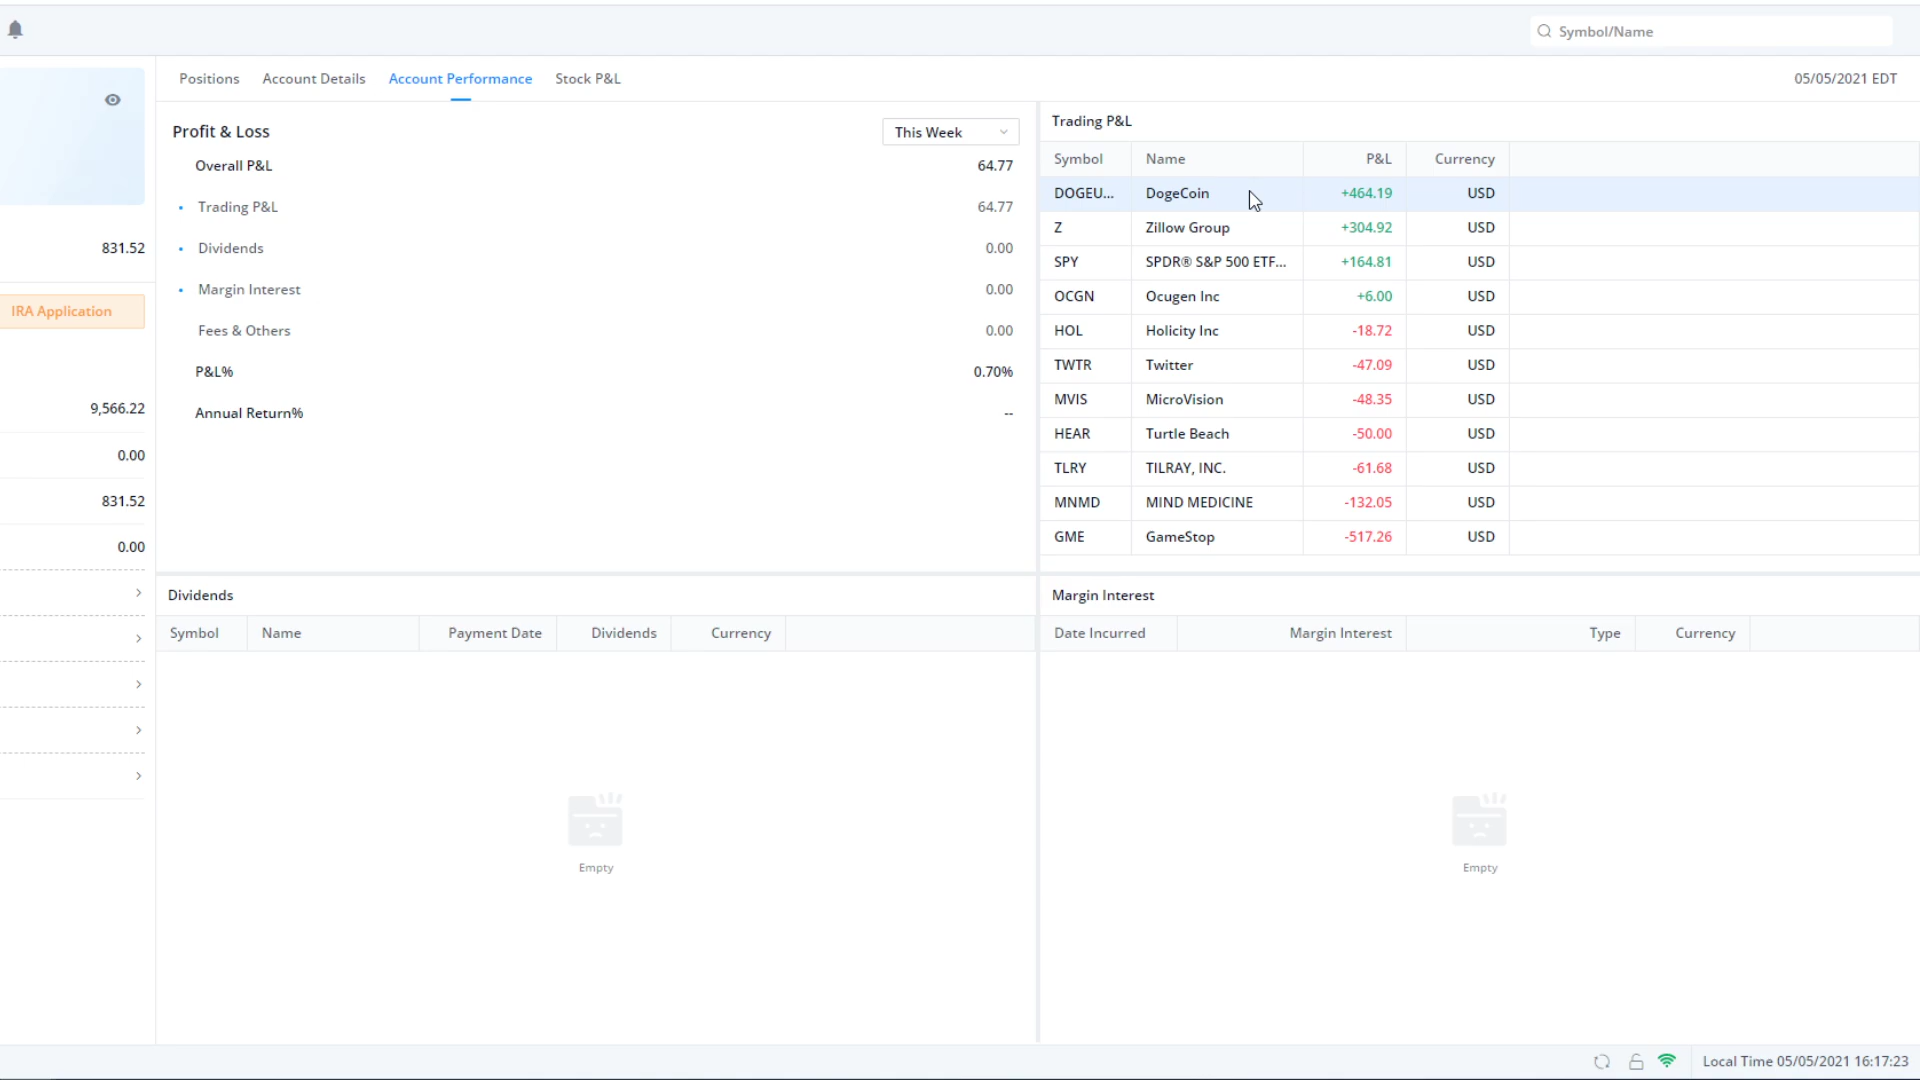 Symbol/Name
Positions Account Details Account Performance Stock P&L 05/05/2021 EDT
831.52
IRA Application
9,566.22
0.00
831.52
0.00
Profit & Loss This Week
Overall P&L 64.77
Trading P&L 64.77
Dividends 0.00
Margin Interest 0.00
Fees & Others 0.00
P&L% 0.70%
Annual Return% --
Trading P&L
Symbol Name P&L Currency
DOGEU... DogeCoin +464.19 USD
Z Zillow Group +304.92 USD
SPY SPDR® S&P 500 ETF... +164.81 USD
OCGN Ocugen Inc +6.00 USD
HOL Holicity Inc -18.72 USD
TWTR Twitter -47.09 USD
MVIS MicroVision -48.35 USD
HEAR Turtle Beach -50.00 USD
TLRY TILRAY, INC. -61.68 USD
MNMD MIND MEDICINE -132.05 USD
GME GameStop -517.26 USD
Dividends
Symbol Name Payment Date Dividends Currency
Empty
Margin Interest
Date Incurred Margin Interest Type Currency
Empty
Local Time 05/05/2021 16:17:23